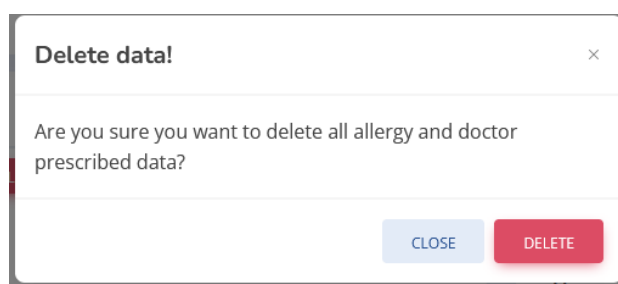 Delete data!
×
Are you sure you want to delete all allergy and doctor
prescribed data?
CLOSE
DELETE